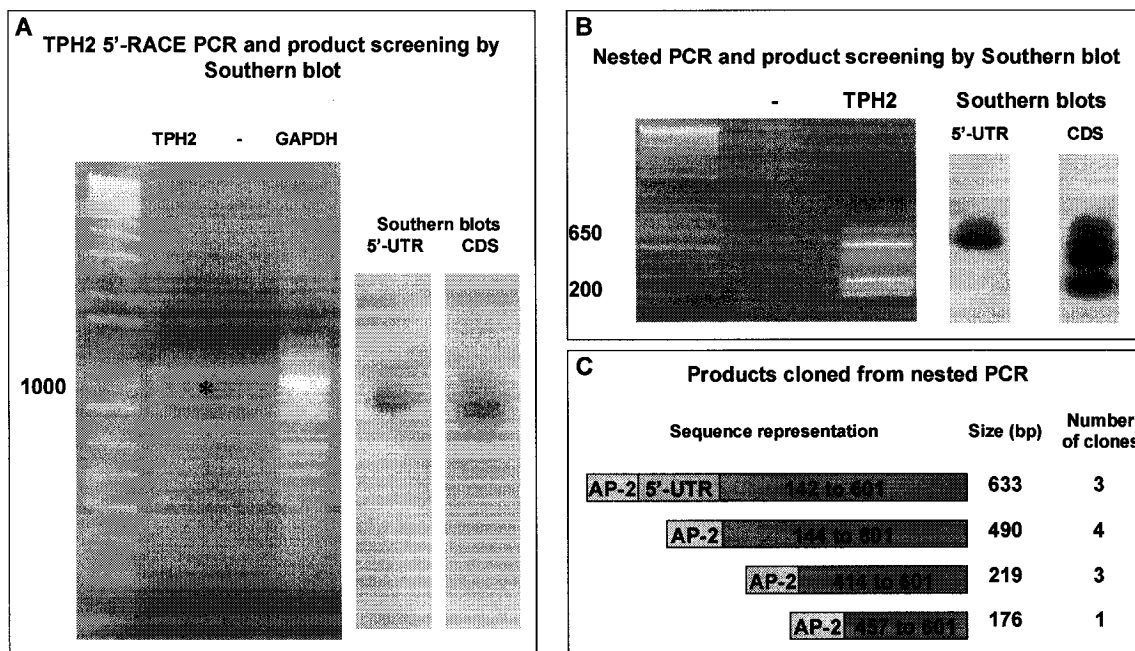 A
TPH2 5'-RACE PCR and product screening by
Southern blot
TPH2 - GAPDH
Southern blots
5'-UTR CDS
1000
*
B
Nested PCR and product screening by Southern blot
- TPH2 Southern blots
5'-UTR CDS
650
200
C
Products cloned from nested PCR
Sequence representation Size (bp) Number
of clones
AP-2 5'-UTR 142 to 601 633 3
AP-2 144 to 601 490 4
AP-2 414 to 601 219 3
AP-2 457 to 601 176 1